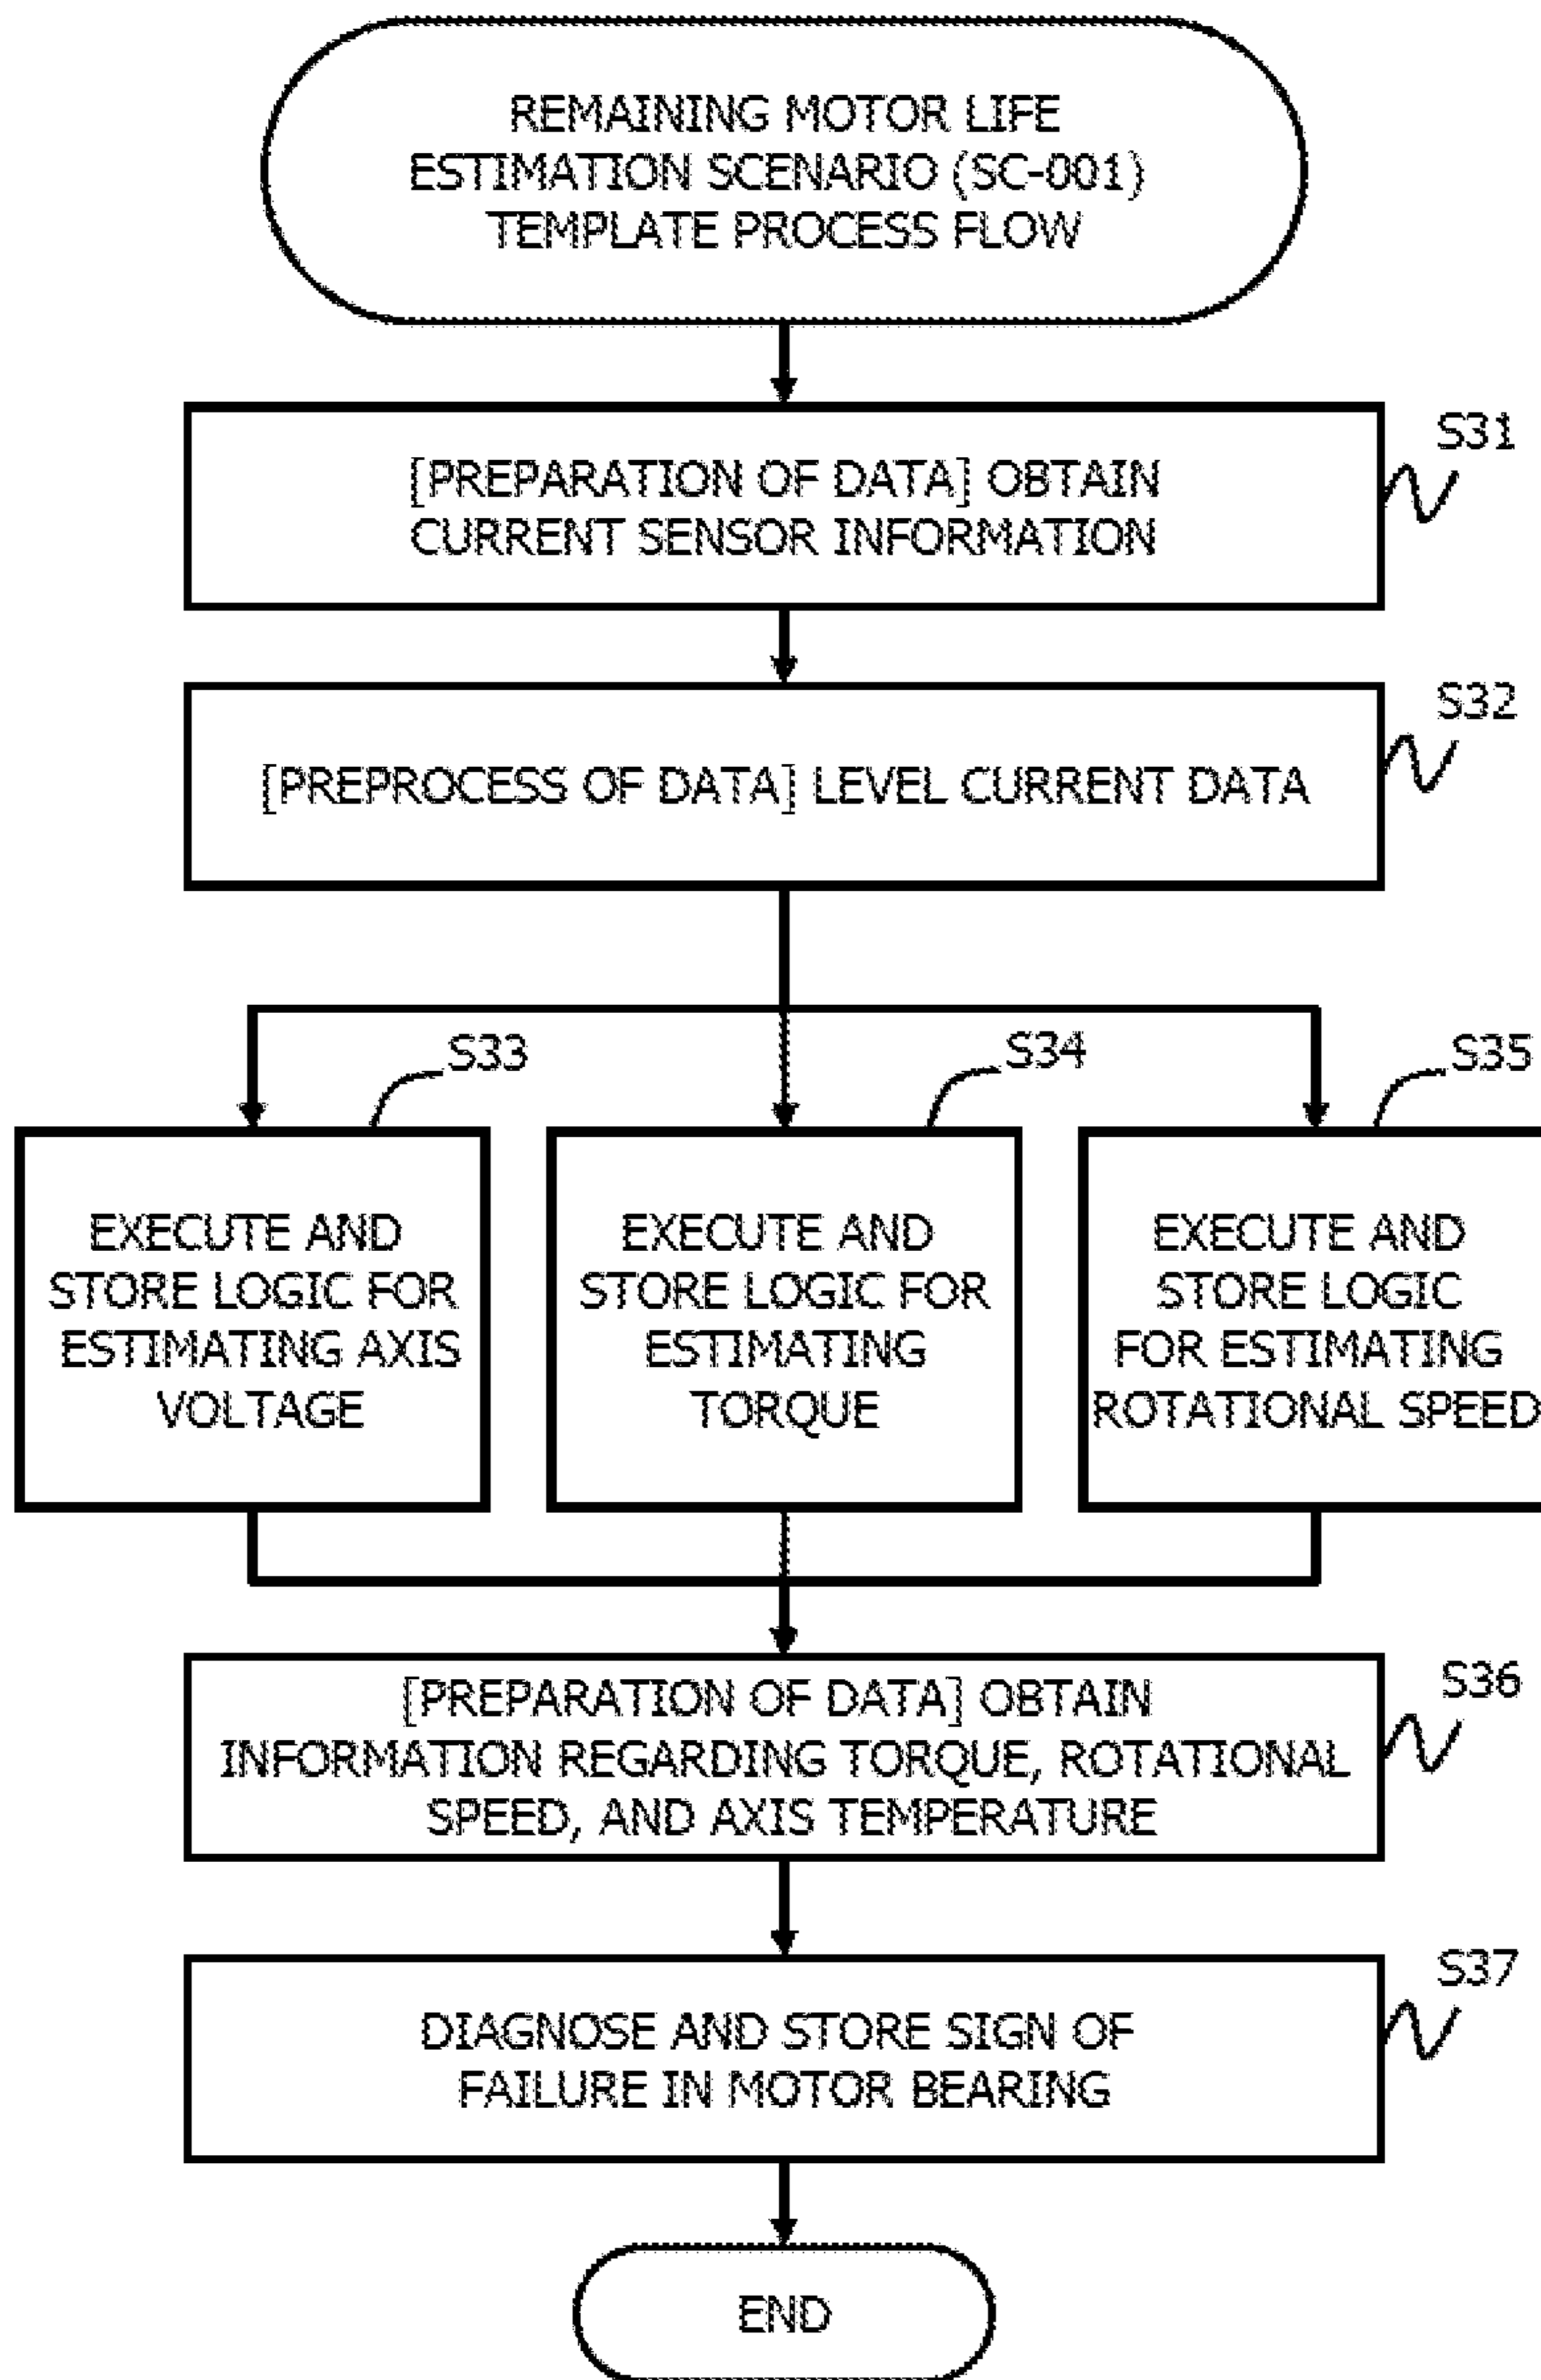 REMAINING MOTOR LIFE
ESTIMATION SCENARIO (SC-001)
TEMPLATE PROCESS FLOW
S31
[PREPARATION OF DATA] OBTAIN
CURRENT SENSOR INFORMATION
S32
[PREPROCESS OF DATA] LEVEL CURRENT DATA
S33
EXECUTE AND
STORE LOGIC FOR
ESTIMATING AXIS
VOLTAGE
S34
EXECUTE AND
STORE LOGIC FOR
ESTIMATING
TORQUE
S35
EXECUTE AND
STORE LOGIC
FOR ESTIMATING
ROTATIONAL SPEED
S36
[PREPARATION OF DATA] OBTAIN
INFORMATION REGARDING TORQUE, ROTATIONAL
SPEED, AND AXIS TEMPERATURE
S37
DIAGNOSE AND STORE SIGN OF
FAILURE IN MOTOR BEARING
END